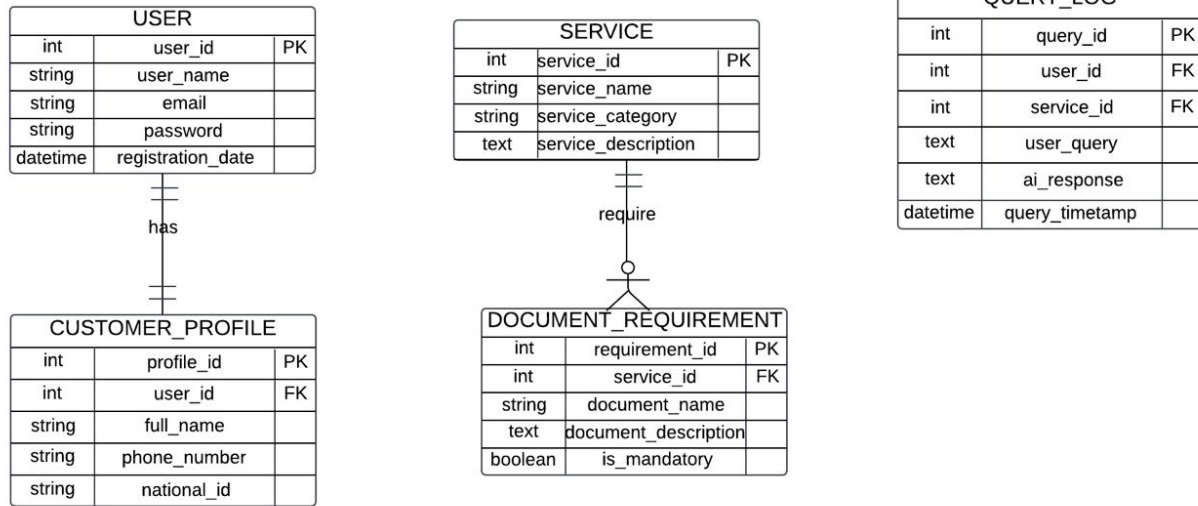 USER
int user_id PK
string user_name
string email
string password
datetime registration_date
has
CUSTOMER_PROFILE
int profile_id PK
int user_id FK
string full_name
string phone_number
string national_id
SERVICE
int service_id PK
string service_name
string service_category
text service_description
require
DOCUMENT_REQUIREMENT
int requirement_id PK
int service_id FK
string document_name
text document_description
boolean is_mandatory
QUERY_LOG
int query_id PK
int user_id FK
int service_id FK
text user_query
text ai_response
datetime query_timetamp